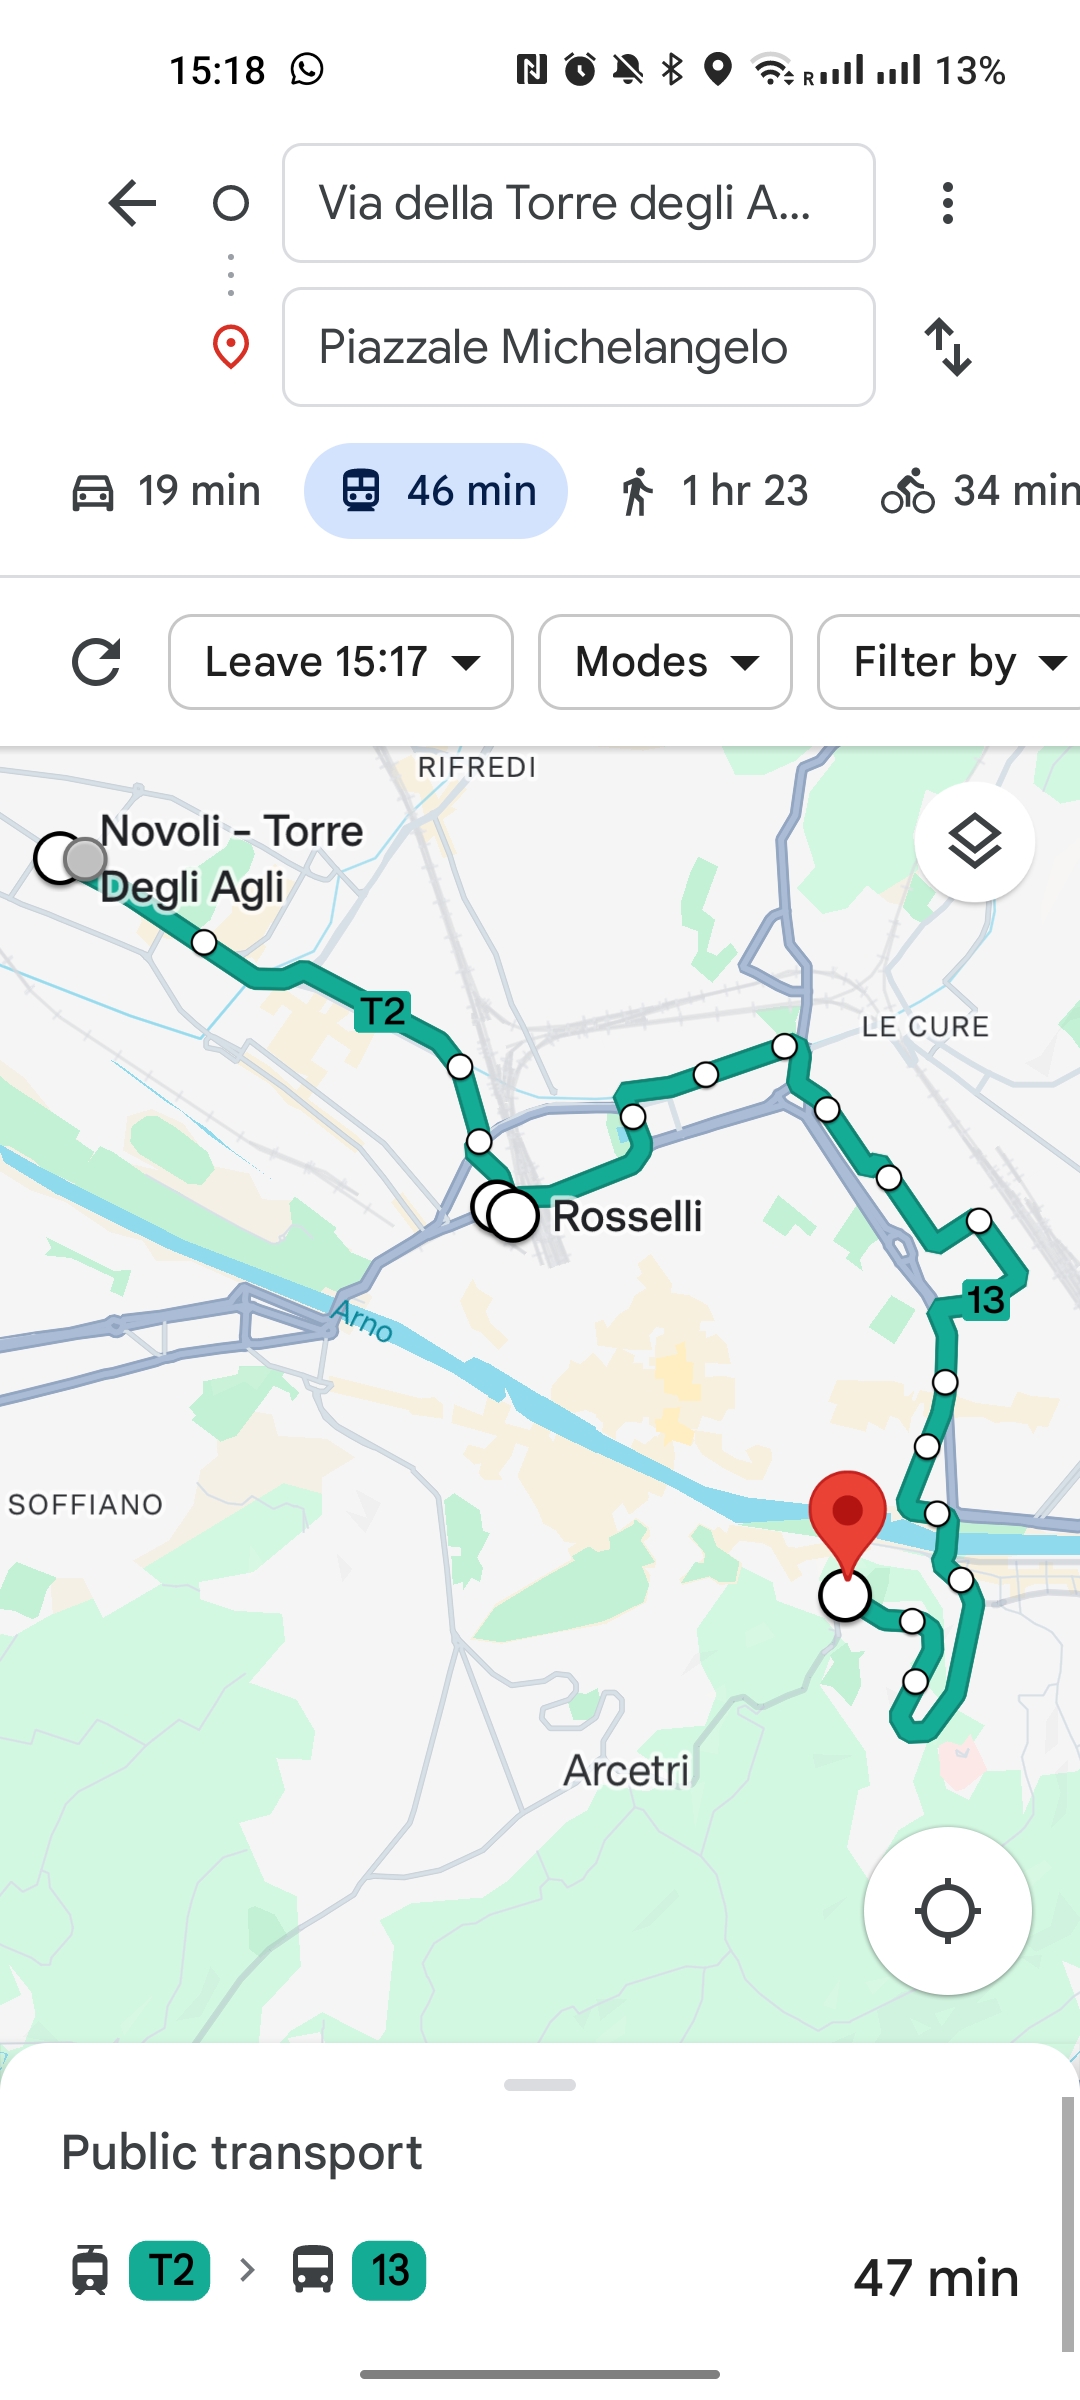 15:18
R 13%
Via della Torre degli A...
Piazzale Michelangelo
19 min 46 min 1 hr 23 34 min
Leave 15:17 Modes Filter by
RIFREDI
Novoli - Torre
Degli Agli
T2
LE CURE
Rosselli
13
Arno
SOFFIANO
Arcetri
Public transport
T2 > 13 47 min